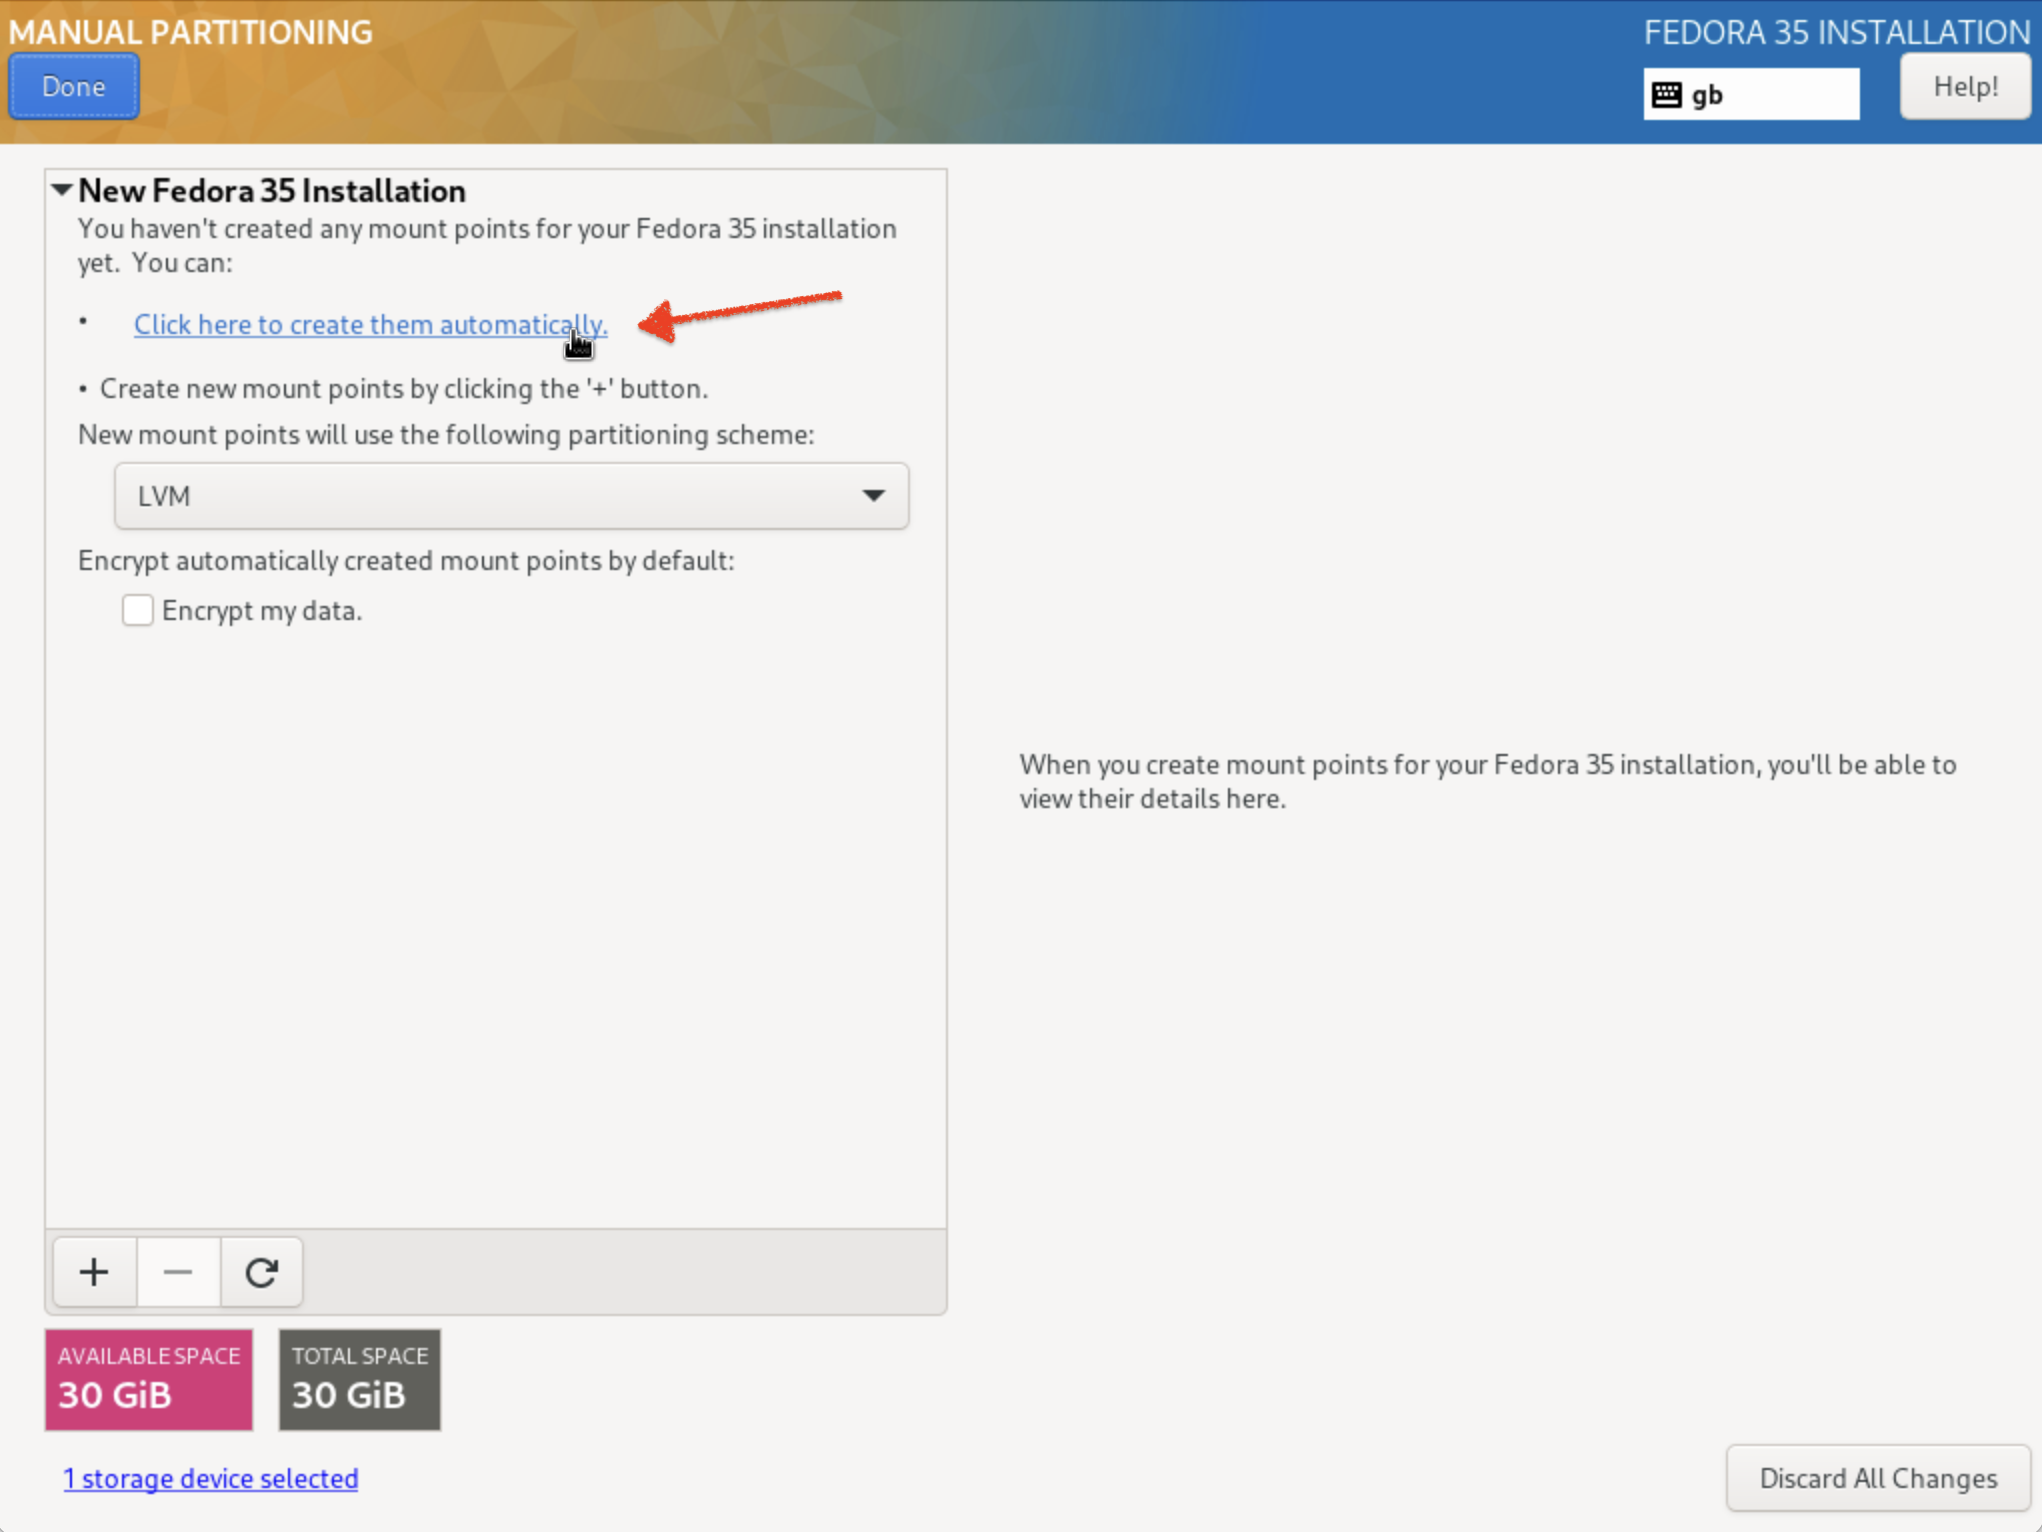 MANUAL PARTITIONING
FEDORA 35 INSTALLATION
Done
gb
Help!
New Fedora 35 Installation
You haven't created any mount points for your Fedora 35 installation
yet.  You can:
• Click here to create them automatically.
• Create new mount points by clicking the '+' button.
New mount points will use the following partitioning scheme:
LVM
Encrypt automatically created mount points by default:
Encrypt my data.
When you create mount points for your Fedora 35 installation, you'll be able to
view their details here.
AVAILABLE SPACE
30 GiB
TOTAL SPACE
30 GiB
1 storage device selected
Discard All Changes